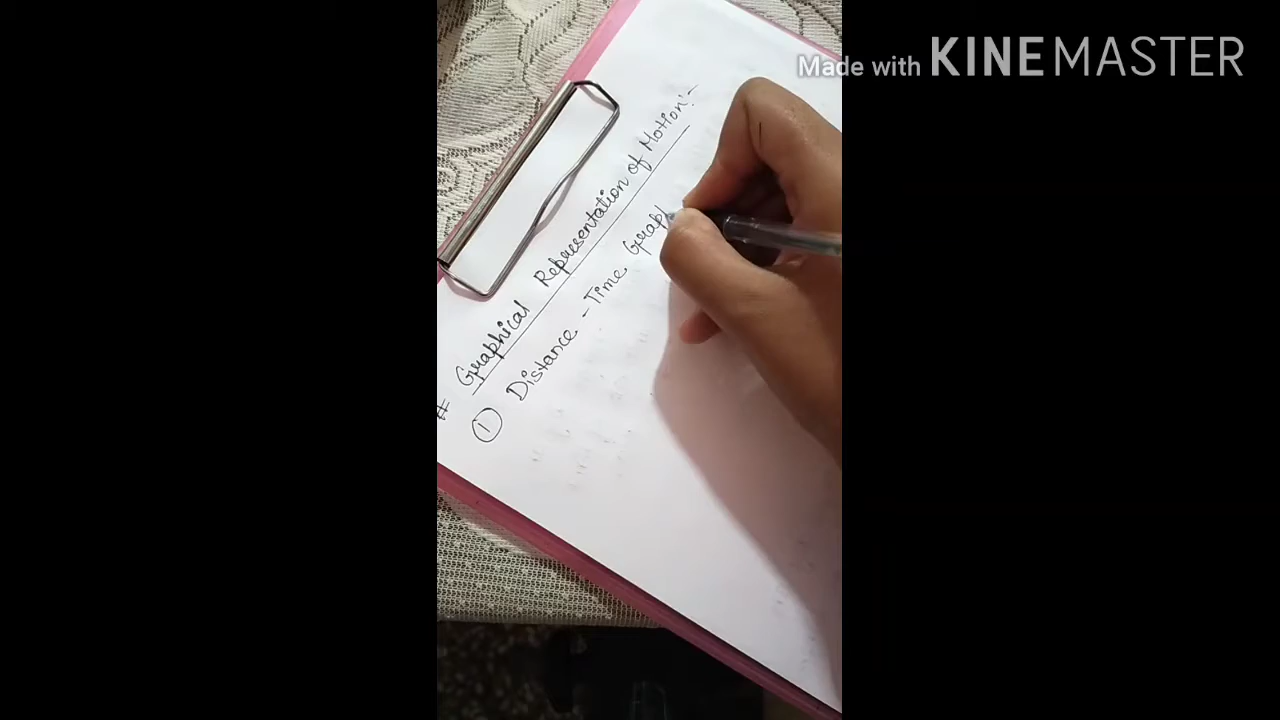 Made with KINEMASTER
# Graphical Representation of Motion:-
① Distance - Time Graph